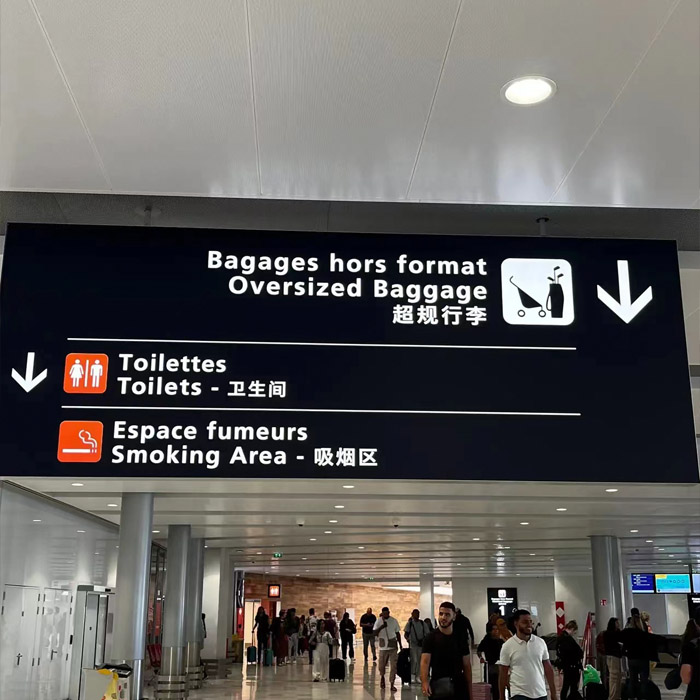 Bagages hors format
Oversized Baggage
超规行李
Toilettes
Toilets - 卫生间
Espace fumeurs
Smoking Area - 吸烟区